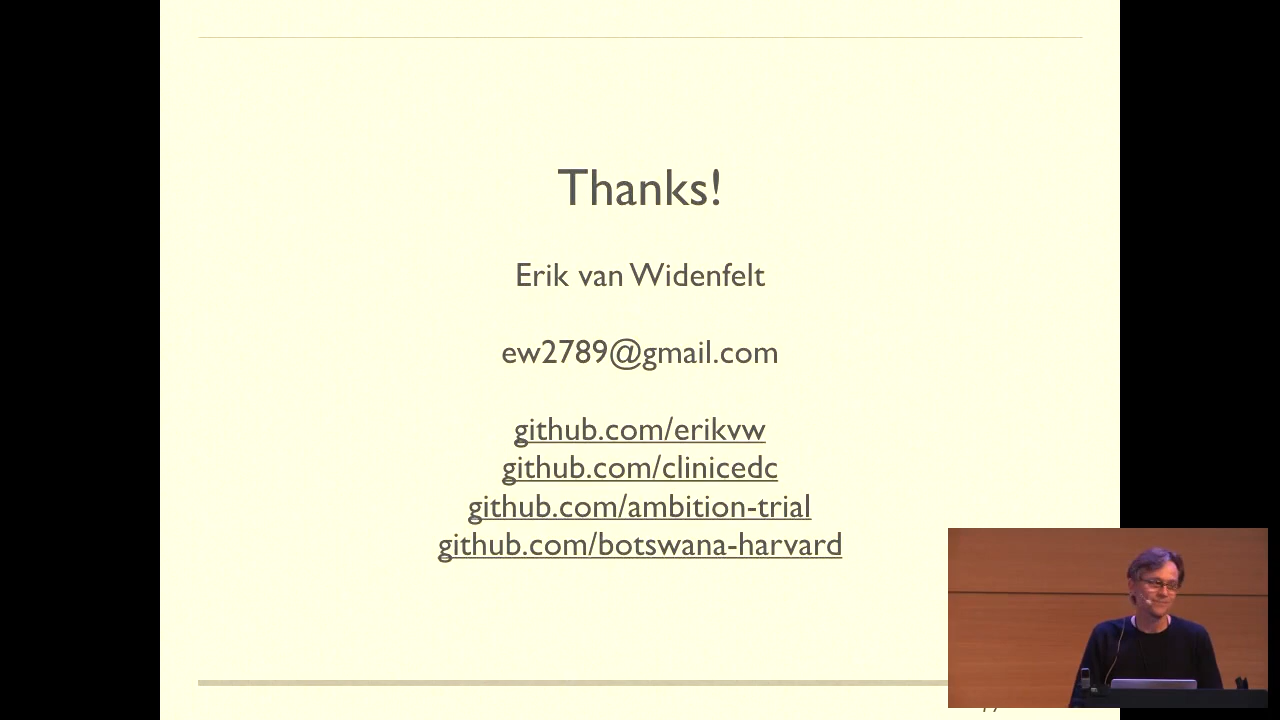 Thanks!
Erik van Widenfelt
ew2789@gmail.com
github.com/erikvw
github.com/clinicedc
github.com/ambition-trial
github.com/botswana-harvard